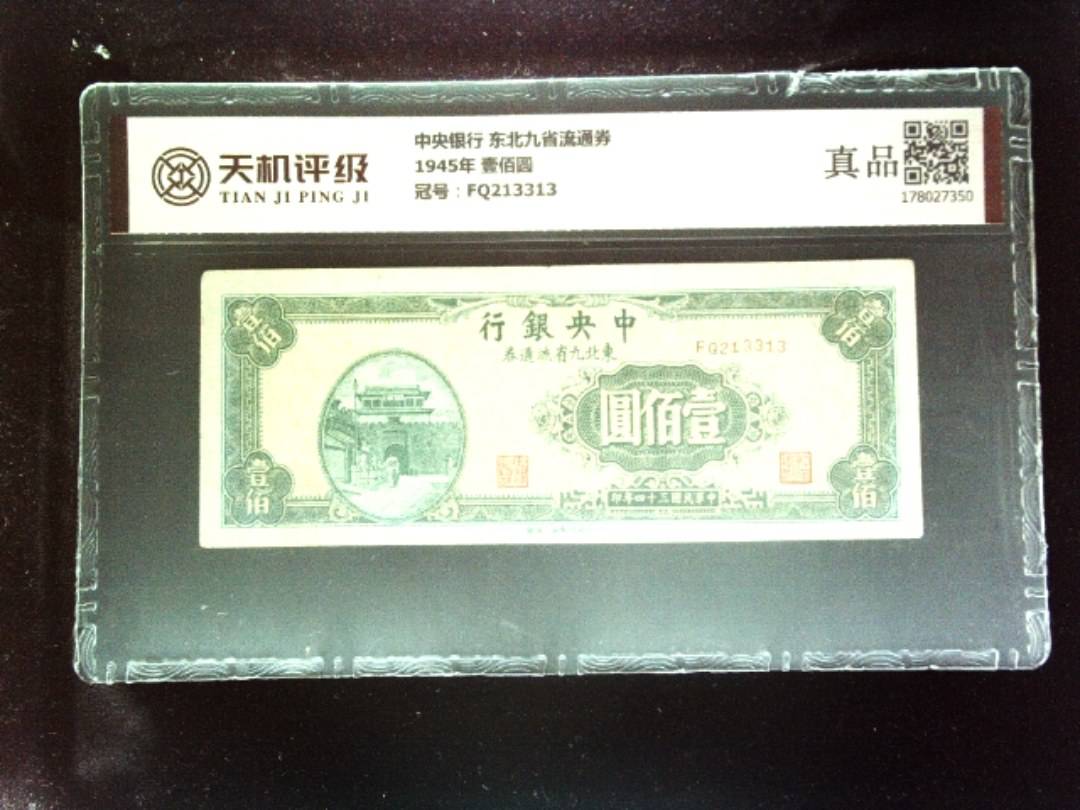 天机评级
TIAN JI PING JI
中央银行 东北九省流通券
1945年 壹佰圆
冠号：FQ213313
真品
178027350
行銀央中
券通流省九北東
FQ213313
圓佰壹
壹佰
壹佰
壹佰
壹佰
印年四十三國民華中